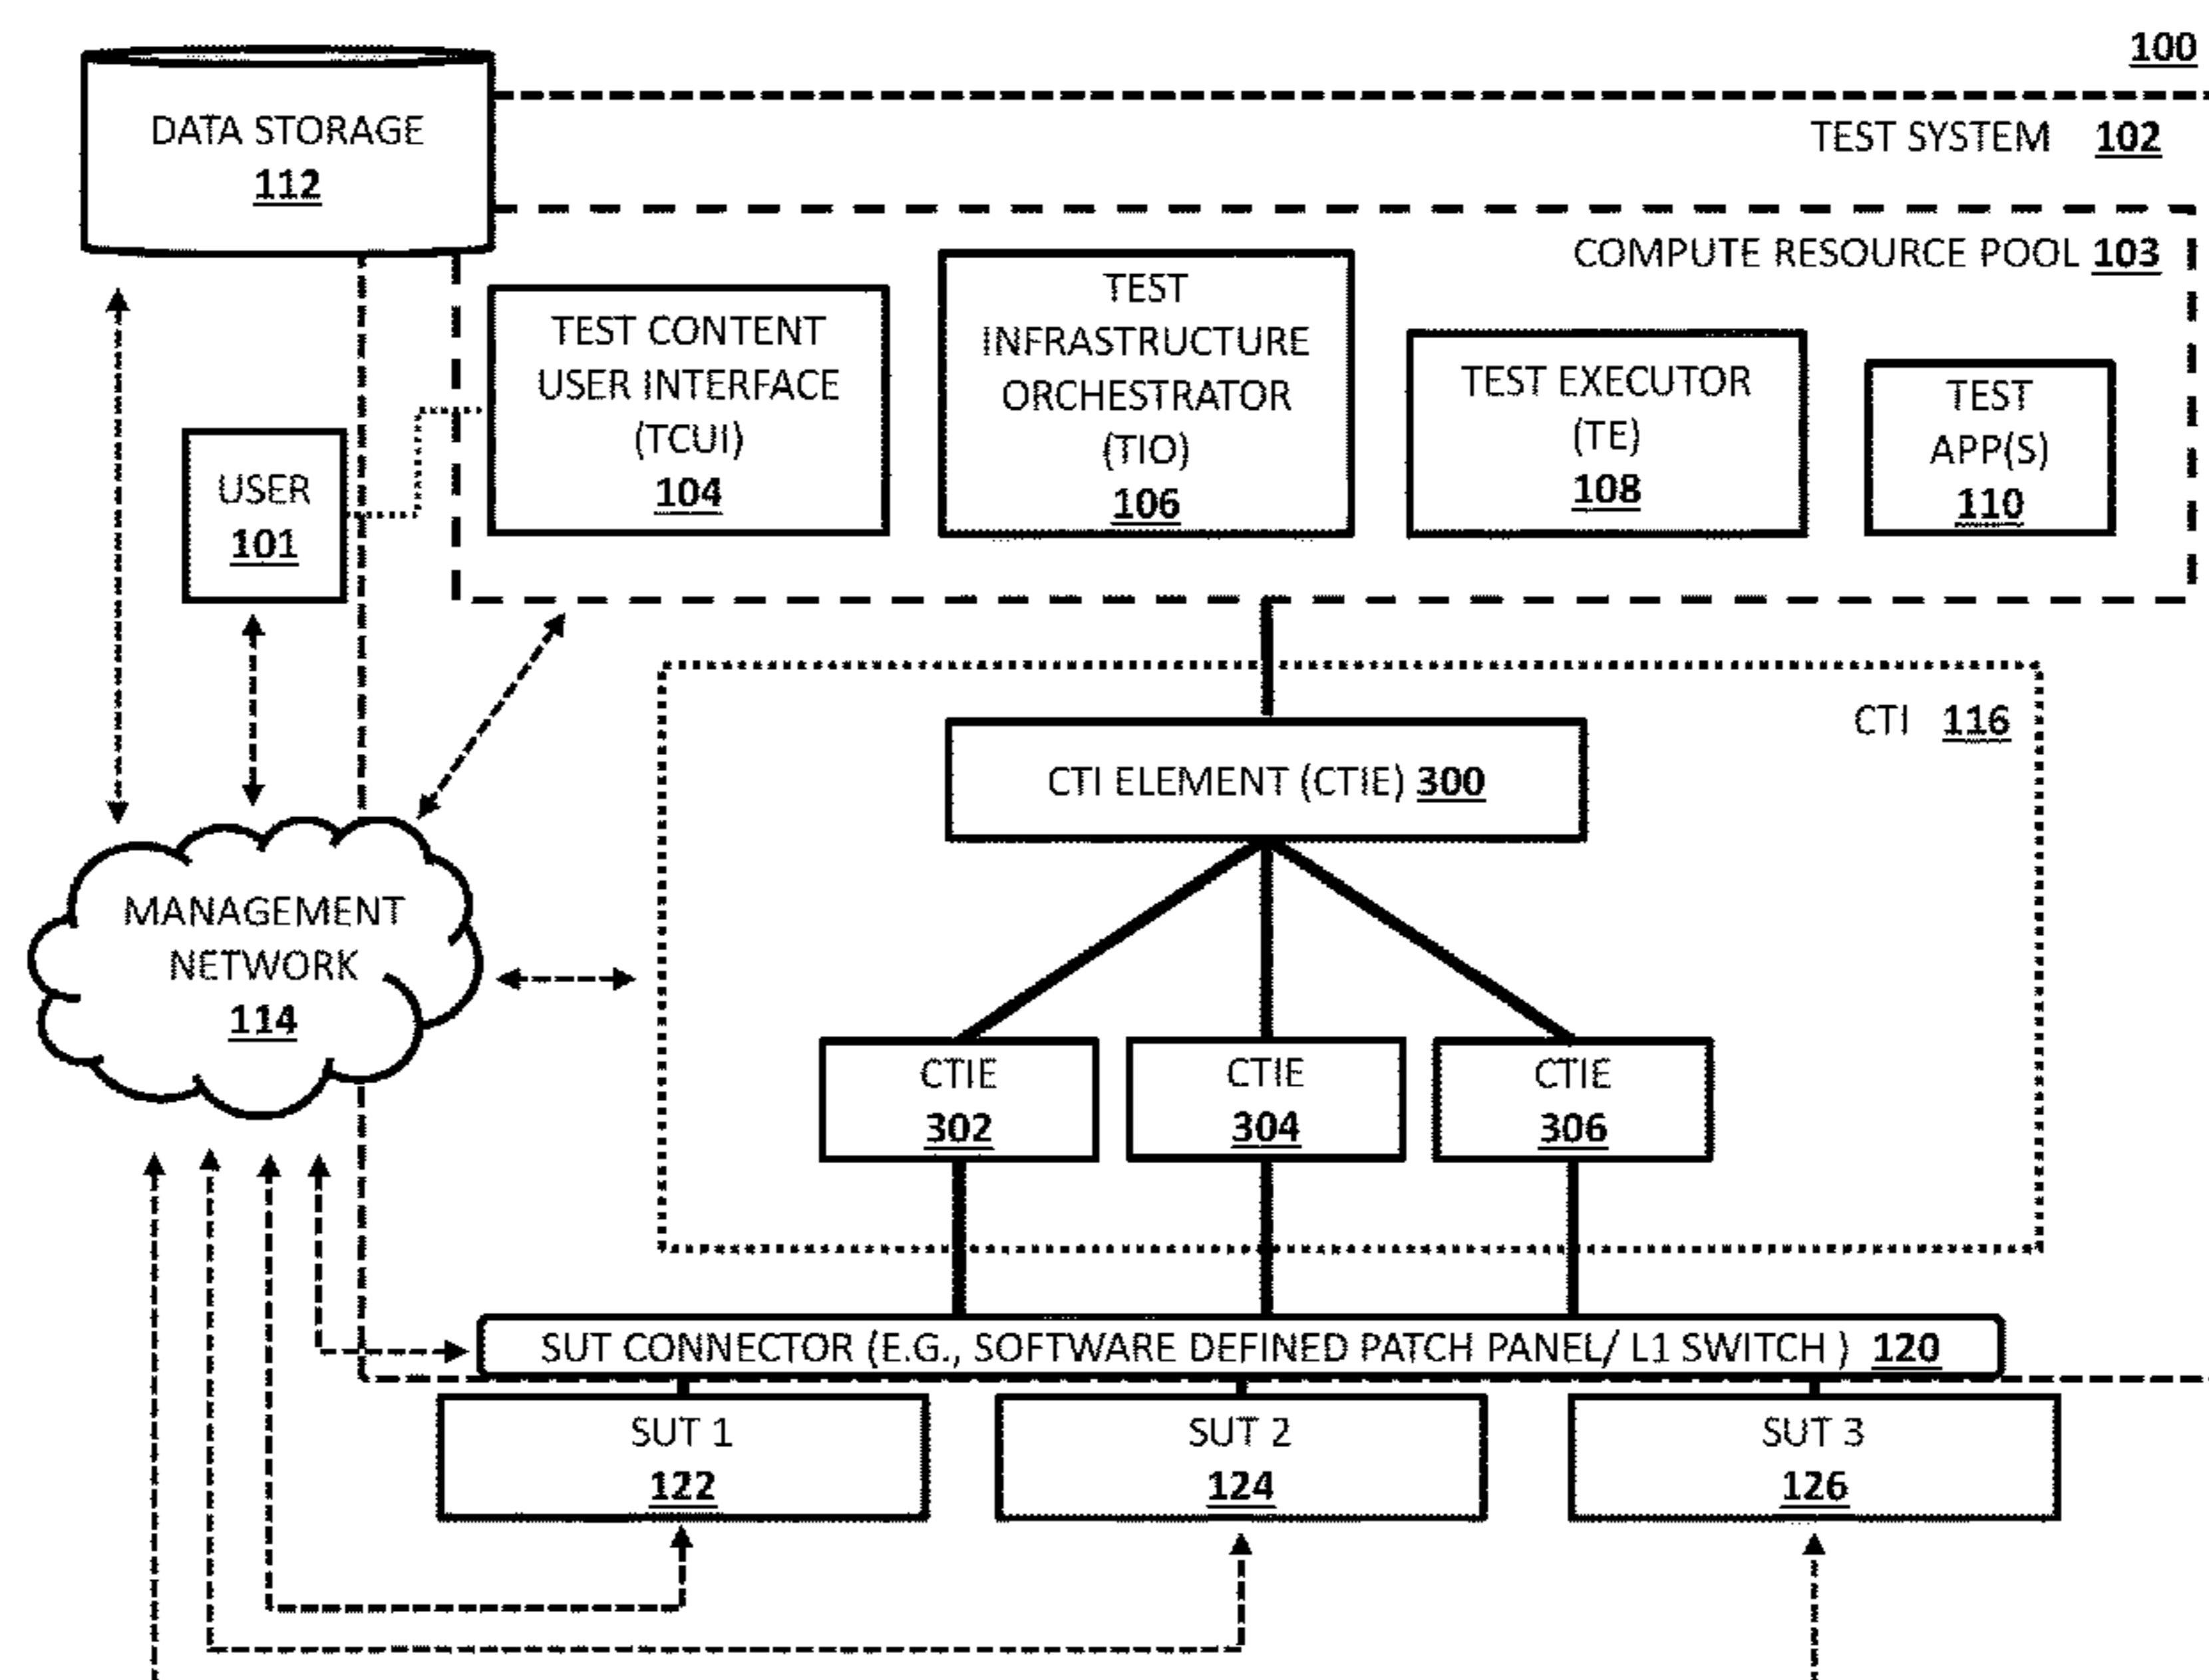 100
DATA STORAGE
112
TEST SYSTEM 102
COMPUTE RESOURCE POOL 103
TEST CONTENT
USER INTERFACE
(TCUI)
104
TEST
INFRASTRUCTURE
ORCHESTRATOR
(TIO)
106
TEST EXECUTOR
(TE)
108
TEST
APP(S)
110
USER
101
CTI 116
CTI ELEMENT (CTIE) 300
MANAGEMENT
NETWORK
114
CTIE
302
CTIE
304
CTIE
306
SUT CONNECTOR (E.G., SOFTWARE DEFINED PATCH PANEL/ L1 SWITCH ) 120
SUT 1
122
SUT 2
124
SUT 3
126